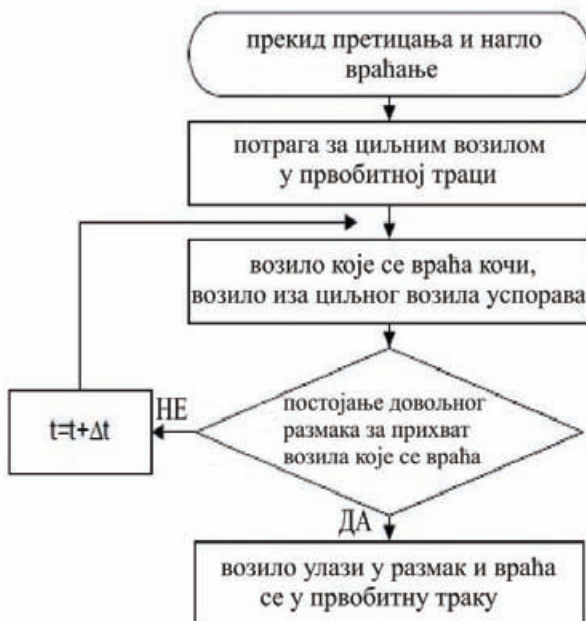 прекид претицања и нагло
враћање
потрага за циљним возилом
у првобитној траци
возило које се враћа кочи,
возило иза циљног возила успорава
постојање довољног
размака за прихват
возила које се враћа
НЕ
t=t+Δt
ДА
возило улази у размак и враћа
се у првобитну траку